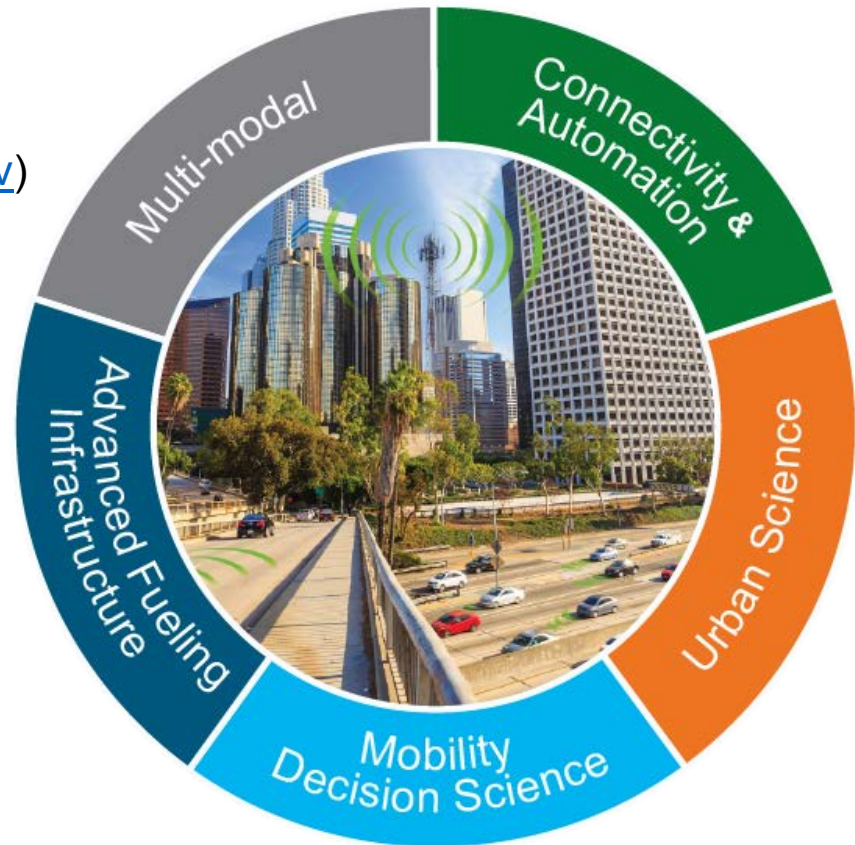 v)
Multi-modal
Connectivity &
Automation
Urban Science
Mobility
Decision Science
Advanced Fueling
Infrastructure